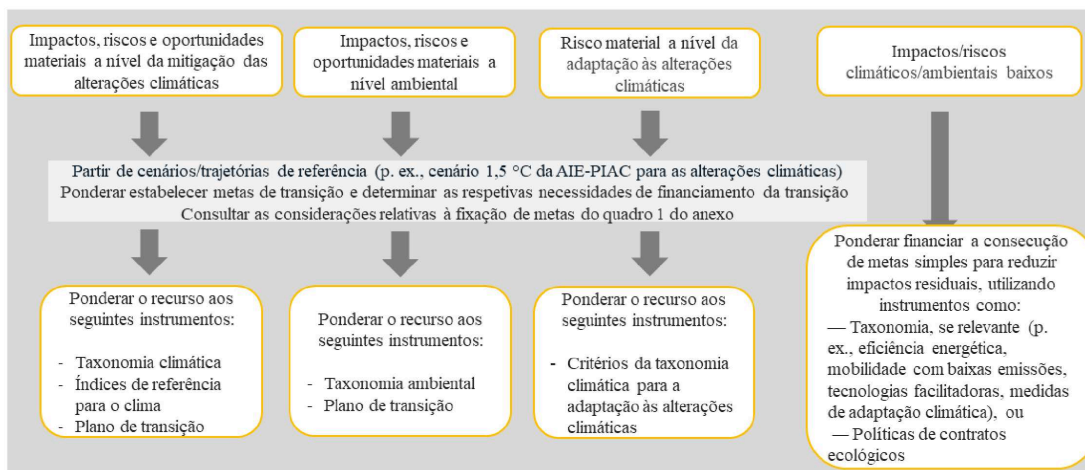 Impactos, riscos e oportunidades
materiais a nível da mitigação das
alterações climáticas
Impactos, riscos e
oportunidades materiais a
nível ambiental
Risco material a nível da
adaptação às alterações
climáticas
Impactos/riscos
climáticos/ambientais baixos
Partir de cenários/trajetórias de referência (p. ex., cenário 1,5 °C da AIE-PIAC para as alterações climáticas)
Ponderar estabelecer metas de transição e determinar as respetivas necessidades de financiamento da transição
Consultar as considerações relativas à fixação de metas do quadro 1 do anexo
Ponderar o recurso aos
seguintes instrumentos:
- Taxonomia climática
- Índices de referência
para o clima
- Plano de transição
Ponderar o recurso aos
seguintes instrumentos:
- Taxonomia ambiental
- Plano de transição
Ponderar o recurso aos
seguintes instrumentos:
- Critérios da taxonomia
climática para a
adaptação às alterações
climáticas
Ponderar financiar a consecução
de metas simples para reduzir
impactos residuais, utilizando
instrumentos como:
— Taxonomia, se relevante (p.
ex., eficiência energética,
mobilidade com baixas emissões,
tecnologias facilitadoras, medidas
de adaptação climática), ou
— Políticas de contratos
ecológicos